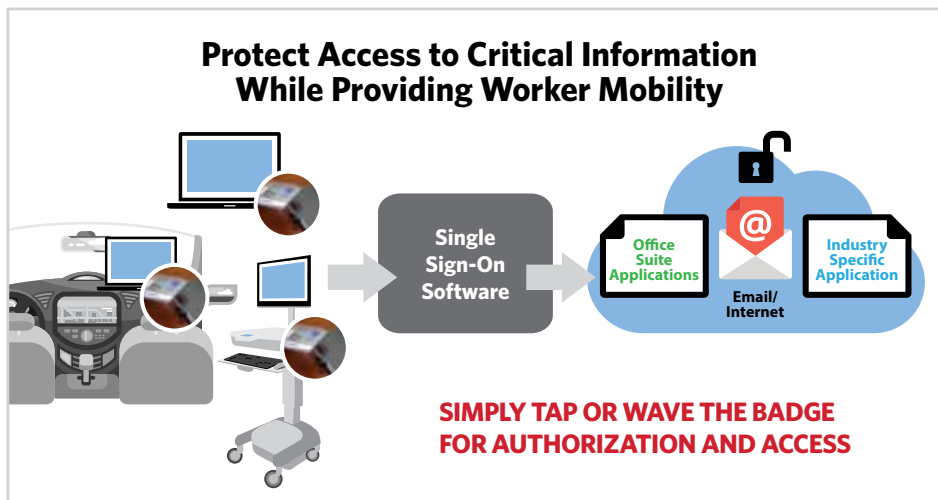 Protect Access to Critical Information
While Providing Worker Mobility
Single
Sign-On
Software
Office
Suite
Applications
@
Email/
Internet
Industry
Specific
Application
SIMPLY TAP OR WAVE THE BADGE
FOR AUTHORIZATION AND ACCESS